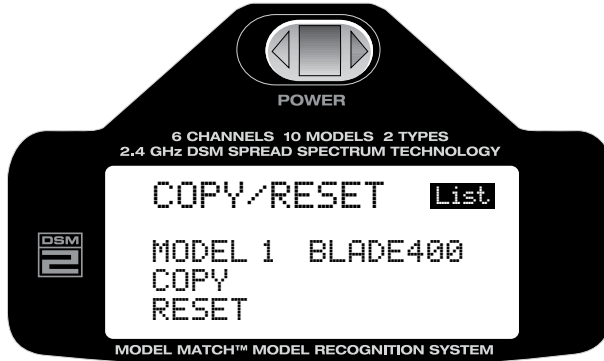 POWER
6 CHANNELS 10 MODELS 2 TYPES
2.4 GHz DSM SPREAD SPECTRUM TECHNOLOGY
COPY/RESET List
DSM
2
MODEL 1 BLADE400
COPY
RESET
MODEL MATCH™ MODEL RECOGNITION SYSTEM